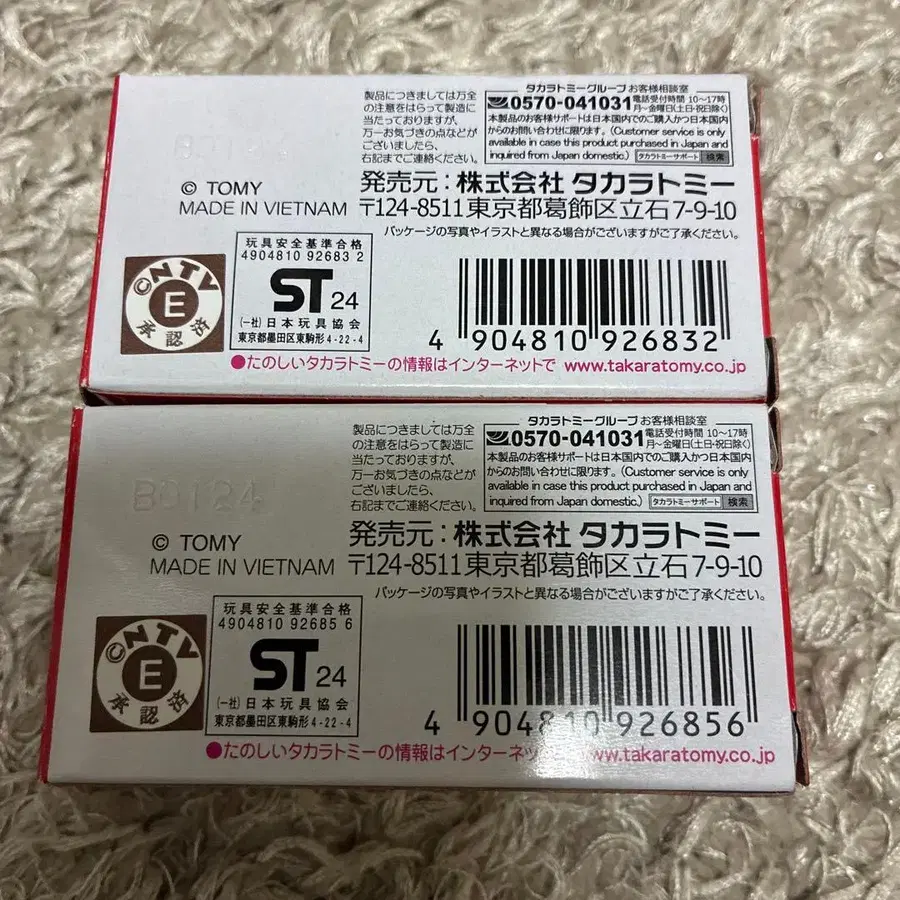 製品につきましては万全
の注意をはらって製造に
当たっておりますが、
万一お気づきの点などが
ございましたら、
右記までご連絡ください。
タカラトミーグループ お客様相談室
0570-041031 電話受付時間 10〜17時
月〜金曜日(土日・祝日除く)
本製品のお客様サポートは日本国内でのご購入かつ日本国内
からのお問い合わせに限ります。(Customer service is only
available in case this product purchased in Japan and
inquired from Japan domestic.) タカラトミーサポート 検索
© TOMY
MADE IN VIETNAM
発売元:株式会社 タカラトミー
〒124-8511 東京都葛飾区立石7-9-10
パッケージの写真やイラストと異なる場合がございますがご了承ください。
©NTV
E
承認済
玩具安全基準合格
4904810 92683 2
ST 24
(一社)日本玩具協会
東京都墨田区東駒形4-22-4
4 904810 926832
●たのしいタカラトミーの情報はインターネットで www.takaratomy.co.jp
製品につきましては万全
の注意をはらって製造に
当たっておりますが、
万一お気づきの点などが
ございましたら、
右記までご連絡ください。
タカラトミーグループ お客様相談室
0570-041031 電話受付時間 10〜17時
月〜金曜日(土日・祝日除く)
本製品のお客様サポートは日本国内でのご購入かつ日本国内
からのお問い合わせに限ります。(Customer service is only
available in case this product purchased in Japan and
inquired from Japan domestic.) タカラトミーサポート 検索
© TOMY
MADE IN VIETNAM
発売元:株式会社 タカラトミー
〒124-8511 東京都葛飾区立石7-9-10
パッケージの写真やイラストと異なる場合がございますがご了承ください。
©NTV
E
承認済
玩具安全基準合格
4904810 92685 6
ST 24
(一社)日本玩具協会
東京都墨田区東駒形4-22-4
4 904810 926856
●たのしいタカラトミーの情報はインターネッ www.takaratomy.co.jp